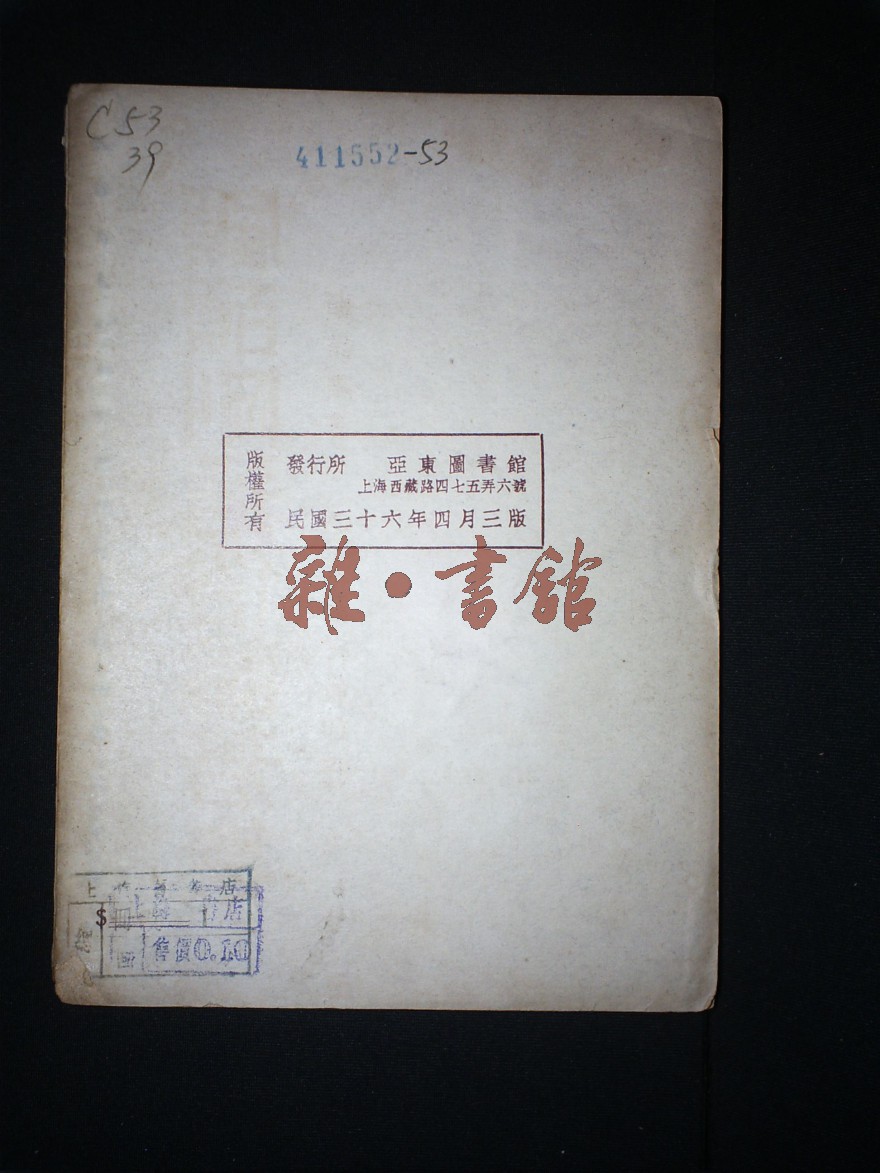 C53
39
411552-53
版權所有
發行所 亞東圖書館
上海西藏路四七五弄六號
民國三十六年四月三版
雜·書館
店
$
書店
售價0.10